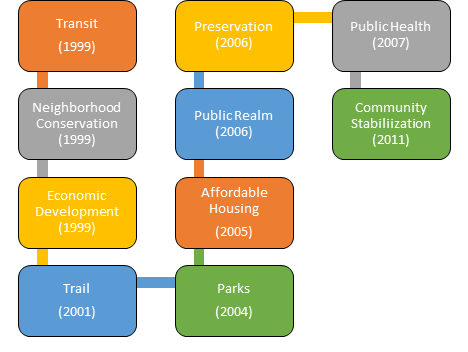 Transit
(1999)
Neighborhood
Conservation
(1999)
Economic
Development
(1999)
Trail
(2001)
Parks
(2004)
Affordable
Housing
(2005)
Public Realm
(2006)
Preservation
(2006)
Public Health
(2007)
Community
Stabiliization
(2011)